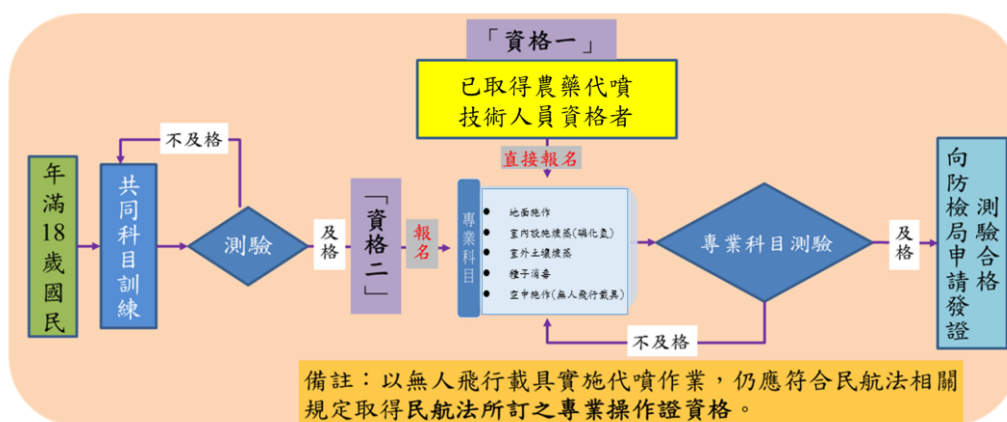 「資格一」
已取得農藥代噴
技術人員資格者
直接報名
年滿18歲國民
共同科目訓練
不及格
測驗
及格
「資格二」
報名
專業科目
地面施作
室內設施燻蒸(磷化氫)
室外土壤燻蒸
種子消毒
空中施作(無人飛行載具)
專業科目測驗
不及格
及格
測驗合格
向防檢局申請發證
備註：以無人飛行載具實施代噴作業，仍應符合民航法相關
規定取得民航法所訂之專業操作證資格。